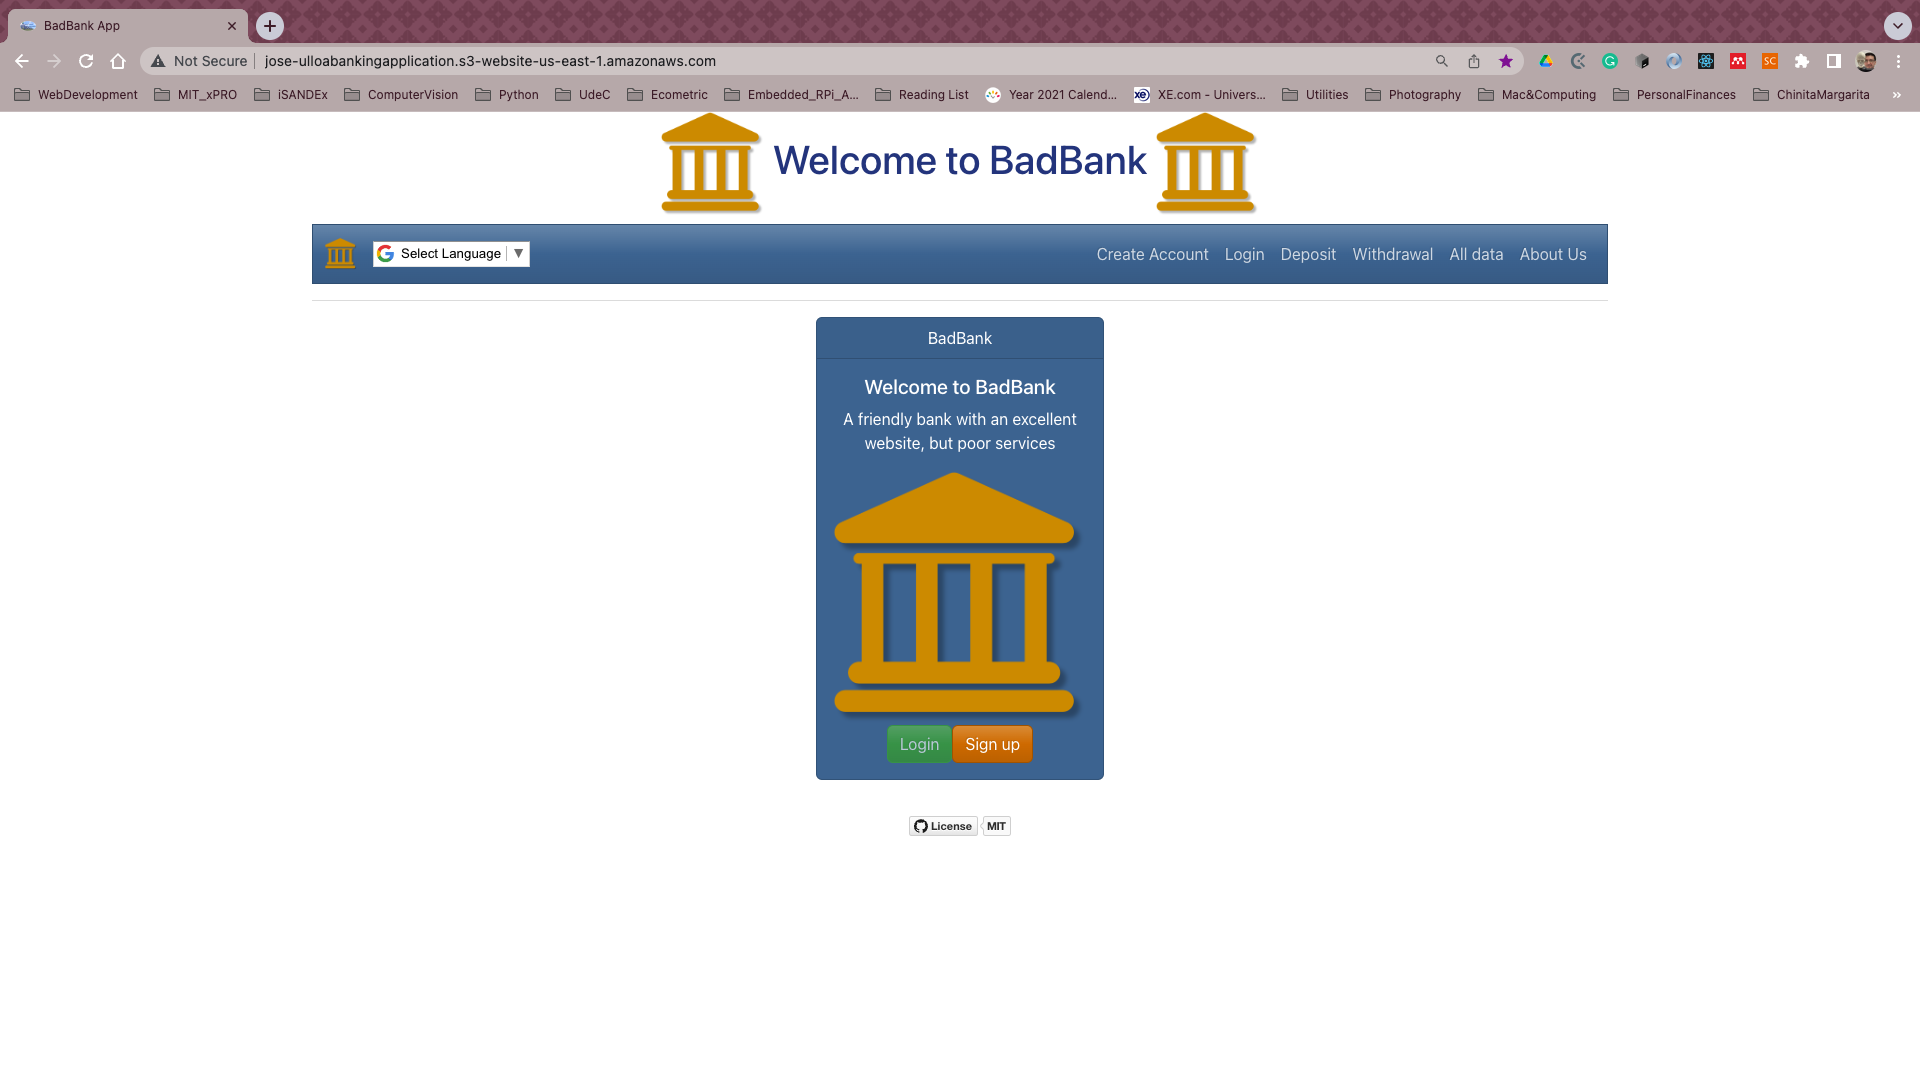 BadBank App
Not Secure jose-ulloabankingapplication.s3-website-us-east-1.amazonaws.com
WebDevelopment MIT_xPRO iSANDEx ComputerVision Python UdeC Ecometric Embedded_RPi_A... Reading List Year 2021 Calend... XE.com - Univers... Utilities Photography Mac&Computing PersonalFinances ChinitaMargarita »
Welcome to BadBank
Select Language ▼ Create Account Login Deposit Withdrawal All data About Us
BadBank
Welcome to BadBank
A friendly bank with an excellent
website, but poor services
Login Sign up
License MIT